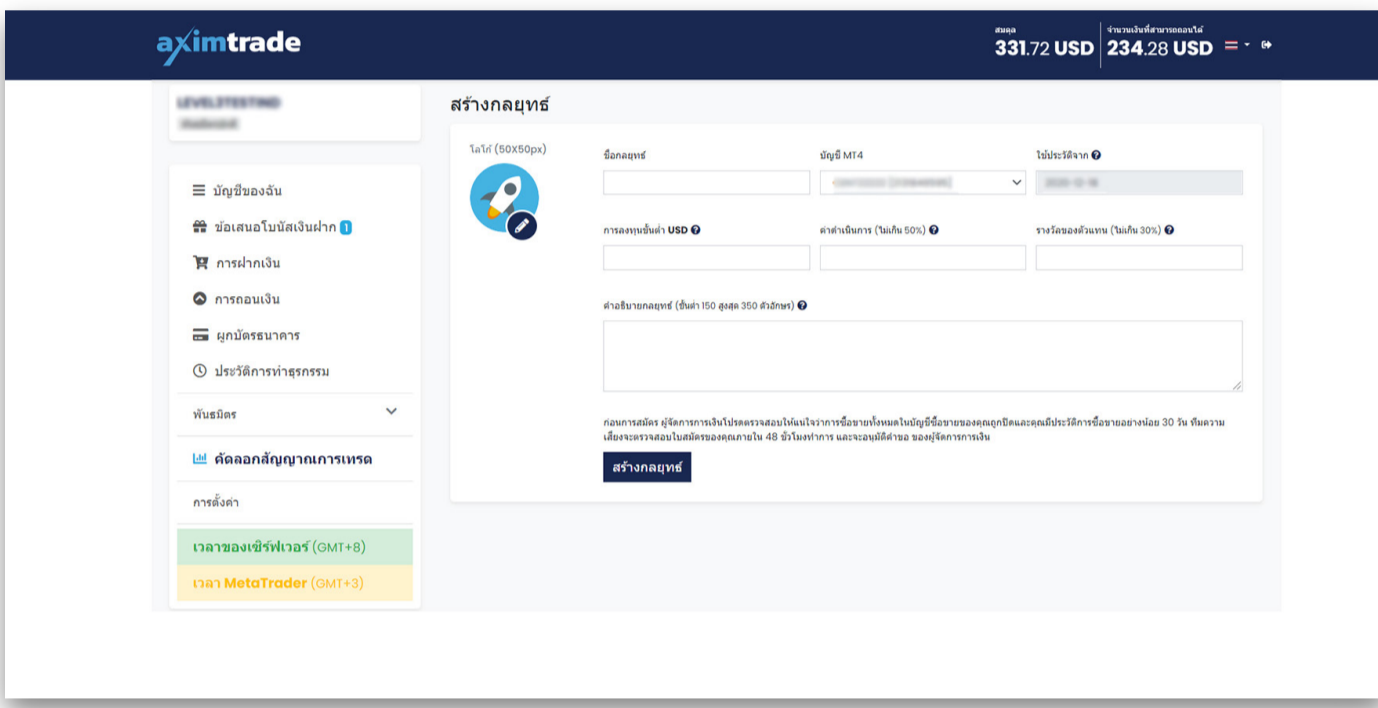 aximtrade
สมดุล
331.72 USD
จำนวนเงินที่สามารถถอนได้
234.28 USD
สร้างกลยุทธ์
โลโก้ (50X50px)
ชื่อกลยุทธ์
บัญชี MT4
ใช้ประวัติจาก
การลงทุนขั้นต่ำ USD
ค่าดำเนินการ (ไม่เกิน 50%)
รางวัลของตัวแทน (ไม่เกิน 30%)
คำอธิบายกลยุทธ์ (ขั้นต่ำ 150 สูงสุด 350 ตัวอักษร)
ก่อนการสมัคร ผู้จัดการการเงินโปรดตรวจสอบให้แน่ใจว่าการซื้อขายทั้งหมดในบัญชีซื้อขายของคุณถูกปิดและคุณมีประวัติการซื้อขายอย่างน้อย 30 วัน ทีมความ
เสี่ยงจะตรวจสอบใบสมัครของคุณภายใน 48 ชั่วโมงทำการ และจะอนุมัติคำขอ ของผู้จัดการการเงิน
สร้างกลยุทธ์
บัญชีของฉัน
ข้อเสนอโบนัสเงินฝาก 1
การฝากเงิน
การถอนเงิน
ผูกบัตรธนาคาร
ประวัติการทำธุรกรรม
พันธมิตร
คัดลอกสัญญาณการเทรด
การตั้งค่า
เวลาของเซิร์ฟเวอร์ (GMT+8)
เวลา MetaTrader (GMT+3)